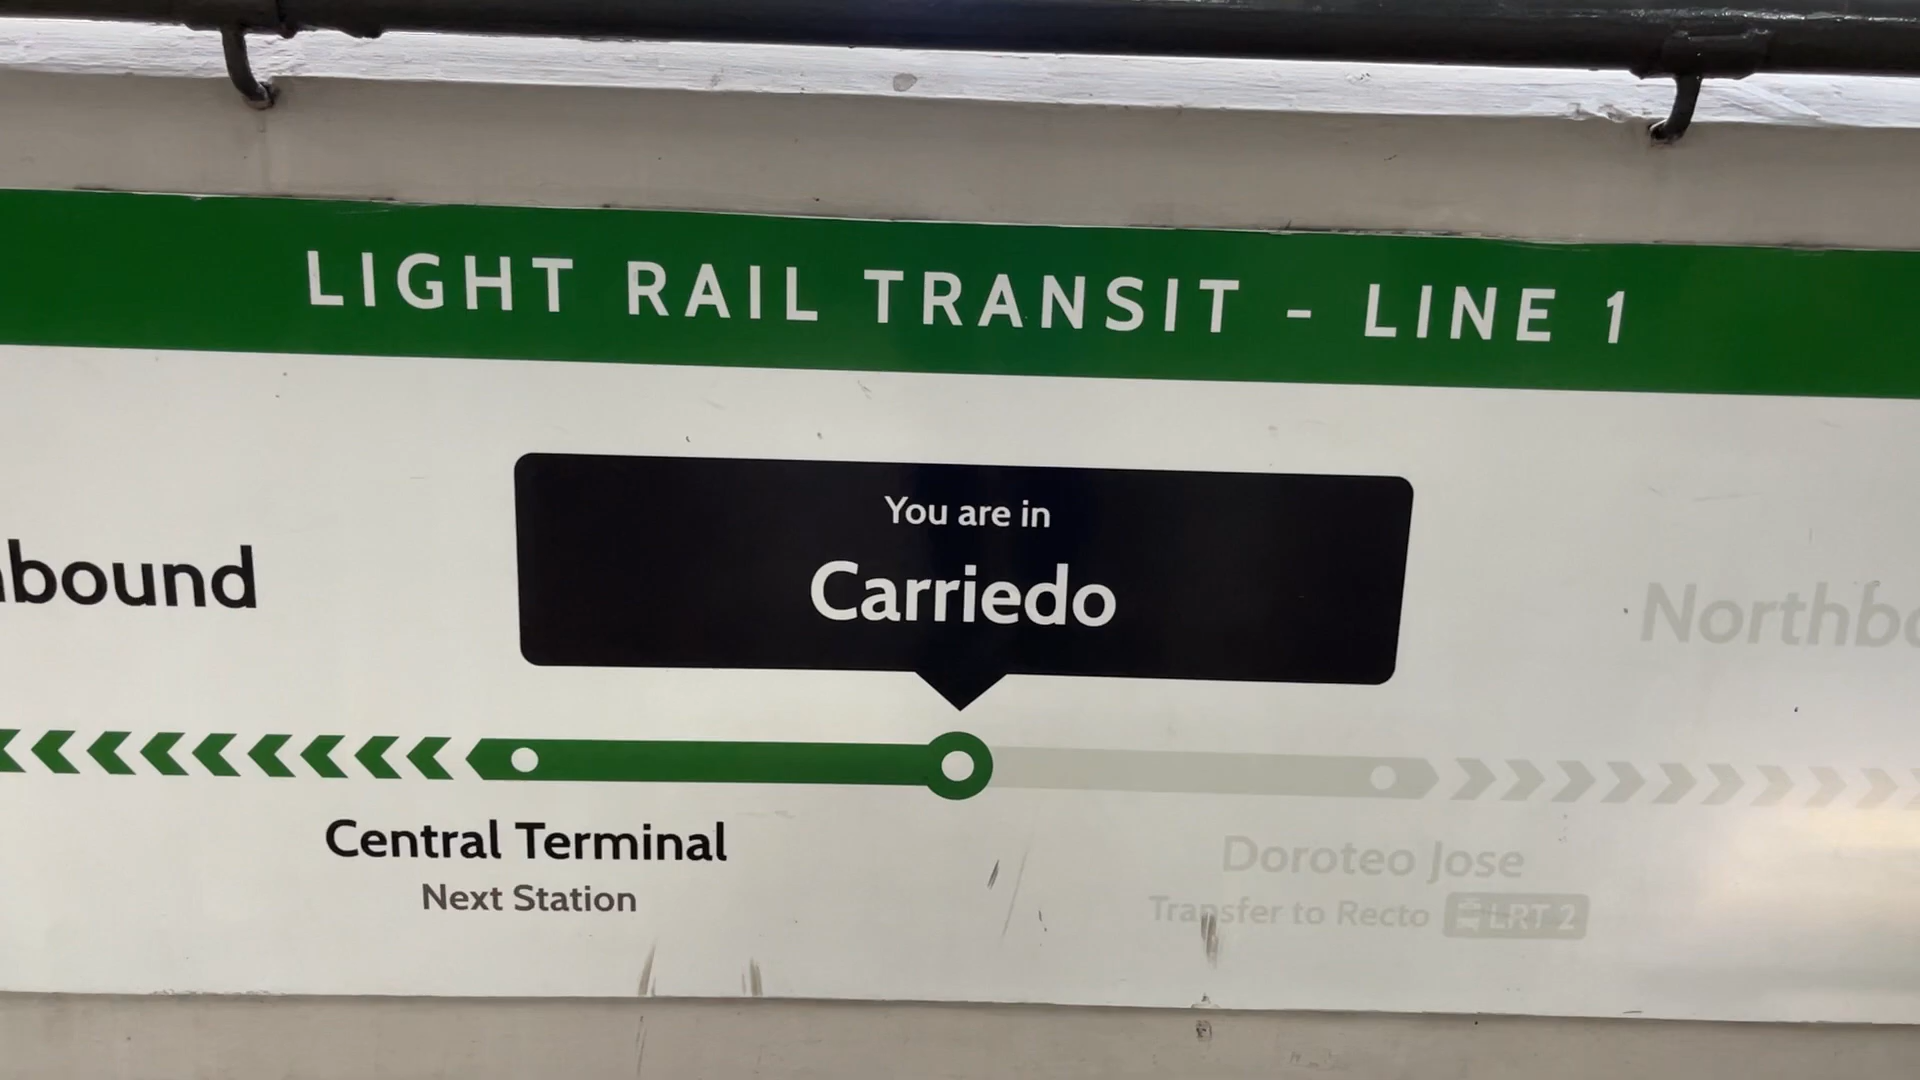 LIGHT RAIL TRANSIT - LINE 1
You are in
Carriedo
bound
Northbo
Central Terminal
Next Station
Doroteo Jose
Transfer to Recto LRT 2